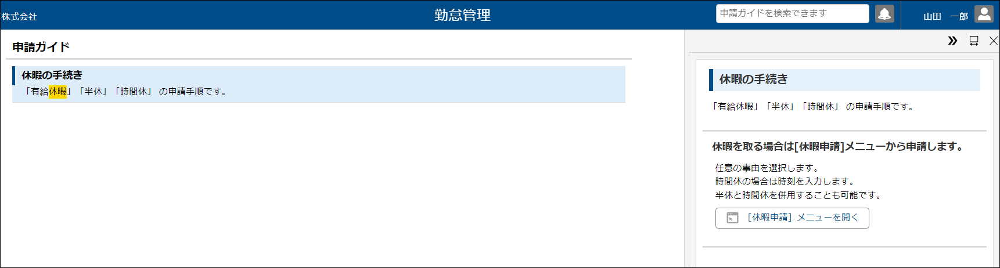 株式会社
勤怠管理
申請ガイドを検索できます
山田 一郎
申請ガイド
休暇の手続き
「有給休暇」「半休」「時間休」 の申請手順です。
休暇の手続き
「有給休暇」「半休」「時間休」 の申請手順です。
休暇を取る場合は[休暇申請]メニューから申請します。
任意の事由を選択します。
時間休の場合は時刻を入力します。
半休と時間休を併用することも可能です。
[休暇申請] メニューを開く